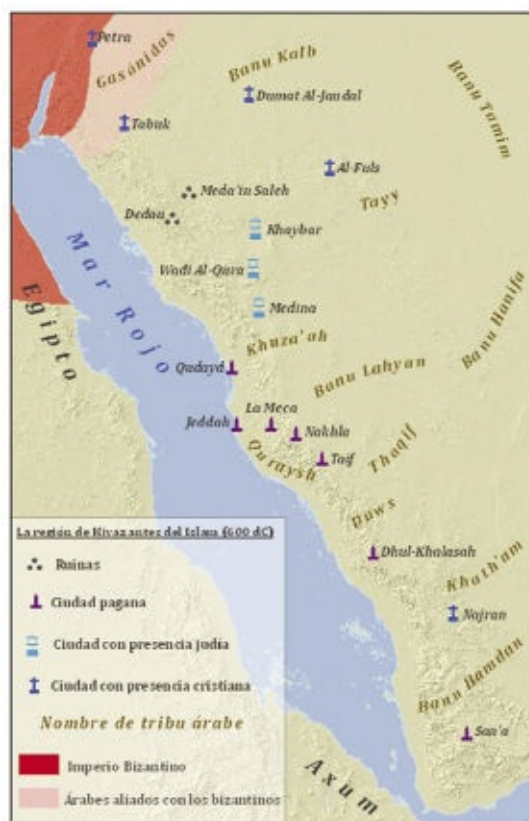 Petra
Gasánidas
Banu Kalb
Dumat Al-Jandal
Banu Tamim
Tabuk
Al-Fuls
Meda'in Saleh
Tayy
Dedan
Khaybar
Mar Rojo
Wadi Al-Qura
Egipto
Medina
Banu Hanifa
Khuza'ah
Qudayd
Banu Lahyan
La Meca
Jeddah
Nakhla
Thaqif
Quraysh
Taif
Daws
La región de Hiyaz antes del Islam (600 dC)
Dhul-Khalasah
Ruinas
Khath'am
Ciudad pagana
Najran
Ciudad con presencia judía
Ciudad con presencia cristiana
Banu Hamdan
Nombre de tribu árabe
San'a
Imperio Bizantino
Axum
Árabes aliados con los bizantinos